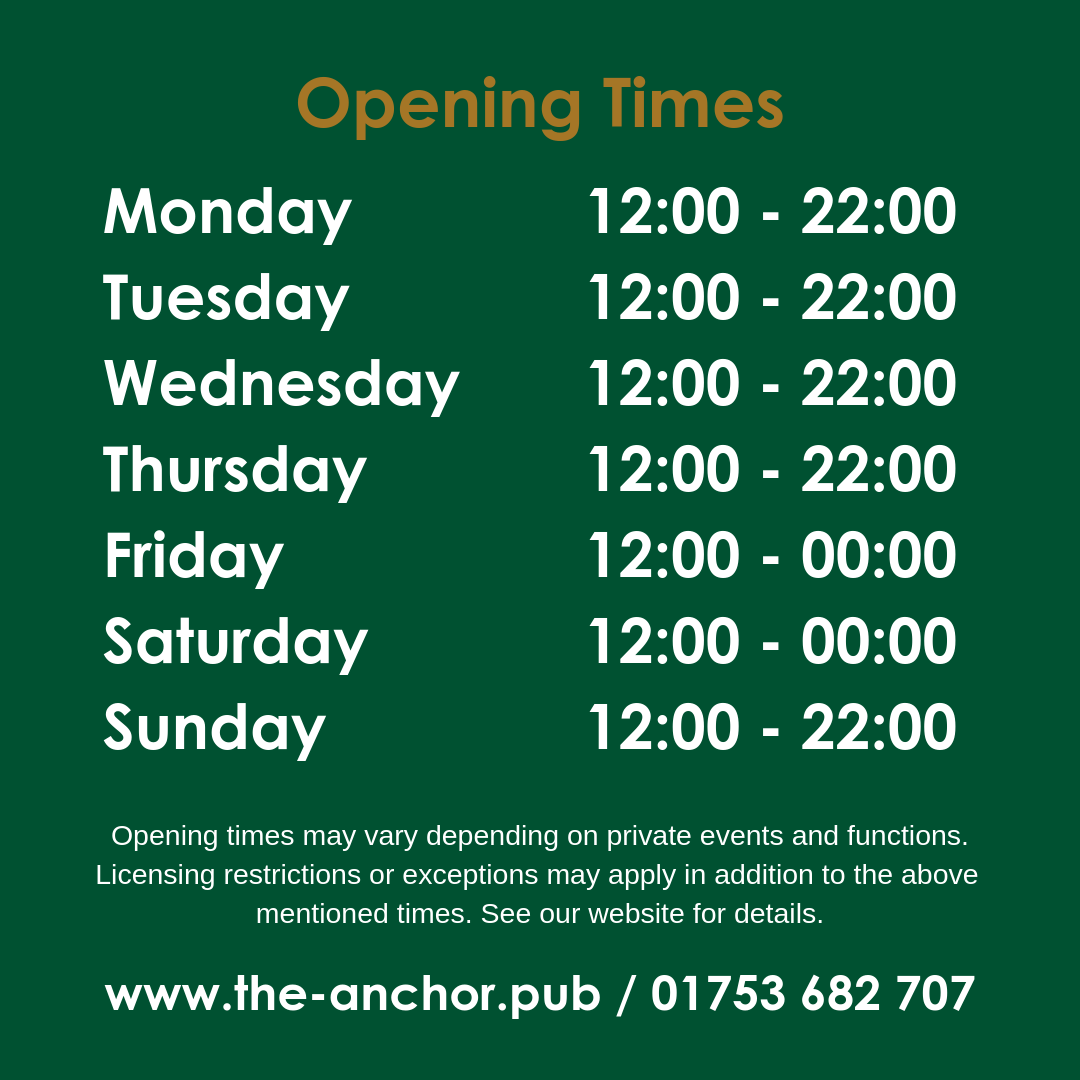 Opening Times
Monday 12:00 - 22:00
Tuesday 12:00 - 22:00
Wednesday 12:00 - 22:00
Thursday 12:00 - 22:00
Friday 12:00 - 00:00
Saturday 12:00 - 00:00
Sunday 12:00 - 22:00
Opening times may vary depending on private events and functions.
Licensing restrictions or exceptions may apply in addition to the above
mentioned times. See our website for details.
www.the-anchor.pub / 01753 682 707